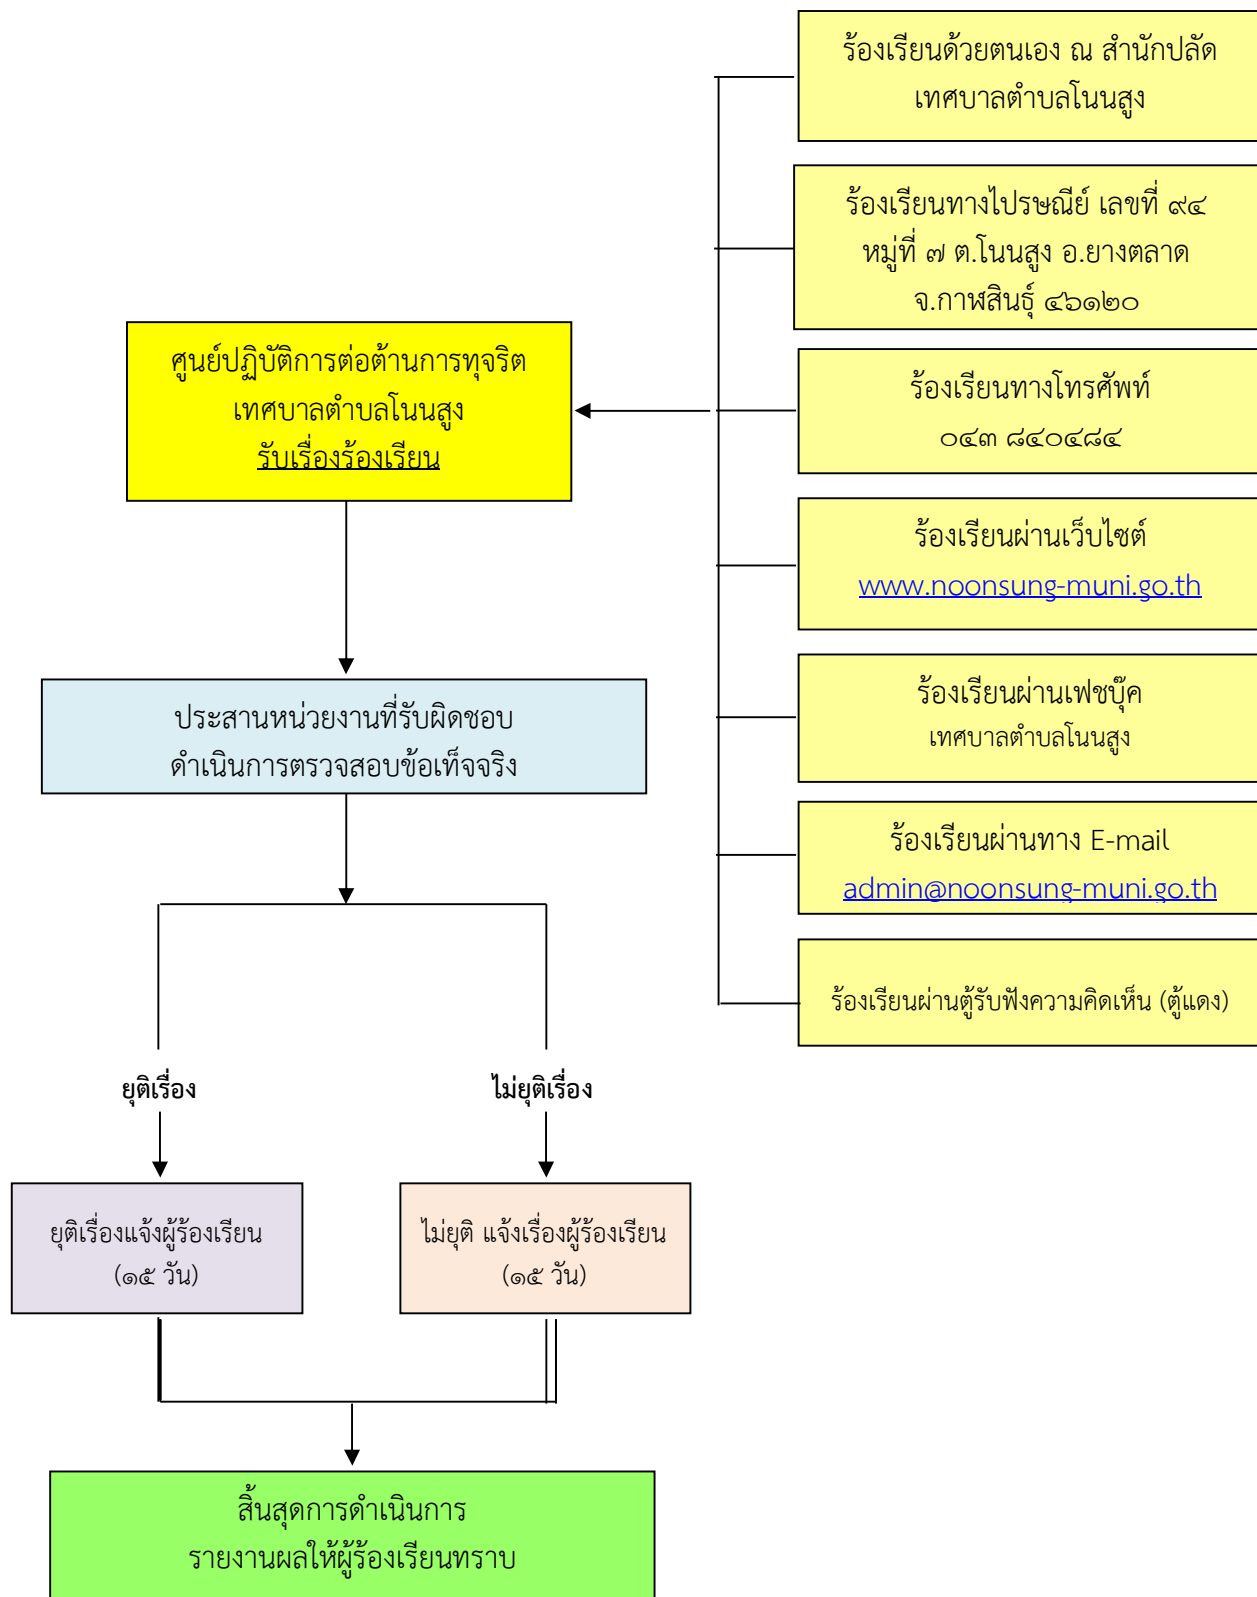 ร้องเรียนด้วยตนเอง ณ สำนักปลัด
เทศบาลตำบลโนนสูง
ร้องเรียนทางไปรษณีย์ เลขที่ ๙๔
หมู่ที่ ๗ ต.โนนสูง อ.ยางตลาด
จ.กาฬสินธุ์ ๔๖๑๒๐
ศูนย์ปฏิบัติการต่อต้านการทุจริต
เทศบาลตำบลโนนสูง
รับเรื่องร้องเรียน
ร้องเรียนทางโทรศัพท์
๐๔๓ ๘๔๐๔๘๔
ร้องเรียนผ่านเว็บไซต์
www.noonsung-muni.go.th
ร้องเรียนผ่านเฟชบุ๊ค
เทศบาลตำบลโนนสูง
ประสานหน่วยงานที่รับผิดชอบ
ดำเนินการตรวจสอบข้อเท็จจริง
ร้องเรียนผ่านทาง E-mail
admin@noonsung-muni.go.th
ร้องเรียนผ่านตู้รับฟังความคิดเห็น (ตู้แดง)
ยุติเรื่อง
ไม่ยุติเรื่อง
ยุติเรื่องแจ้งผู้ร้องเรียน
(๑๕ วัน)
ไม่ยุติ แจ้งเรื่องผู้ร้องเรียน
(๑๕ วัน)
สิ้นสุดการดำเนินการ
รายงานผลให้ผู้ร้องเรียนทราบ